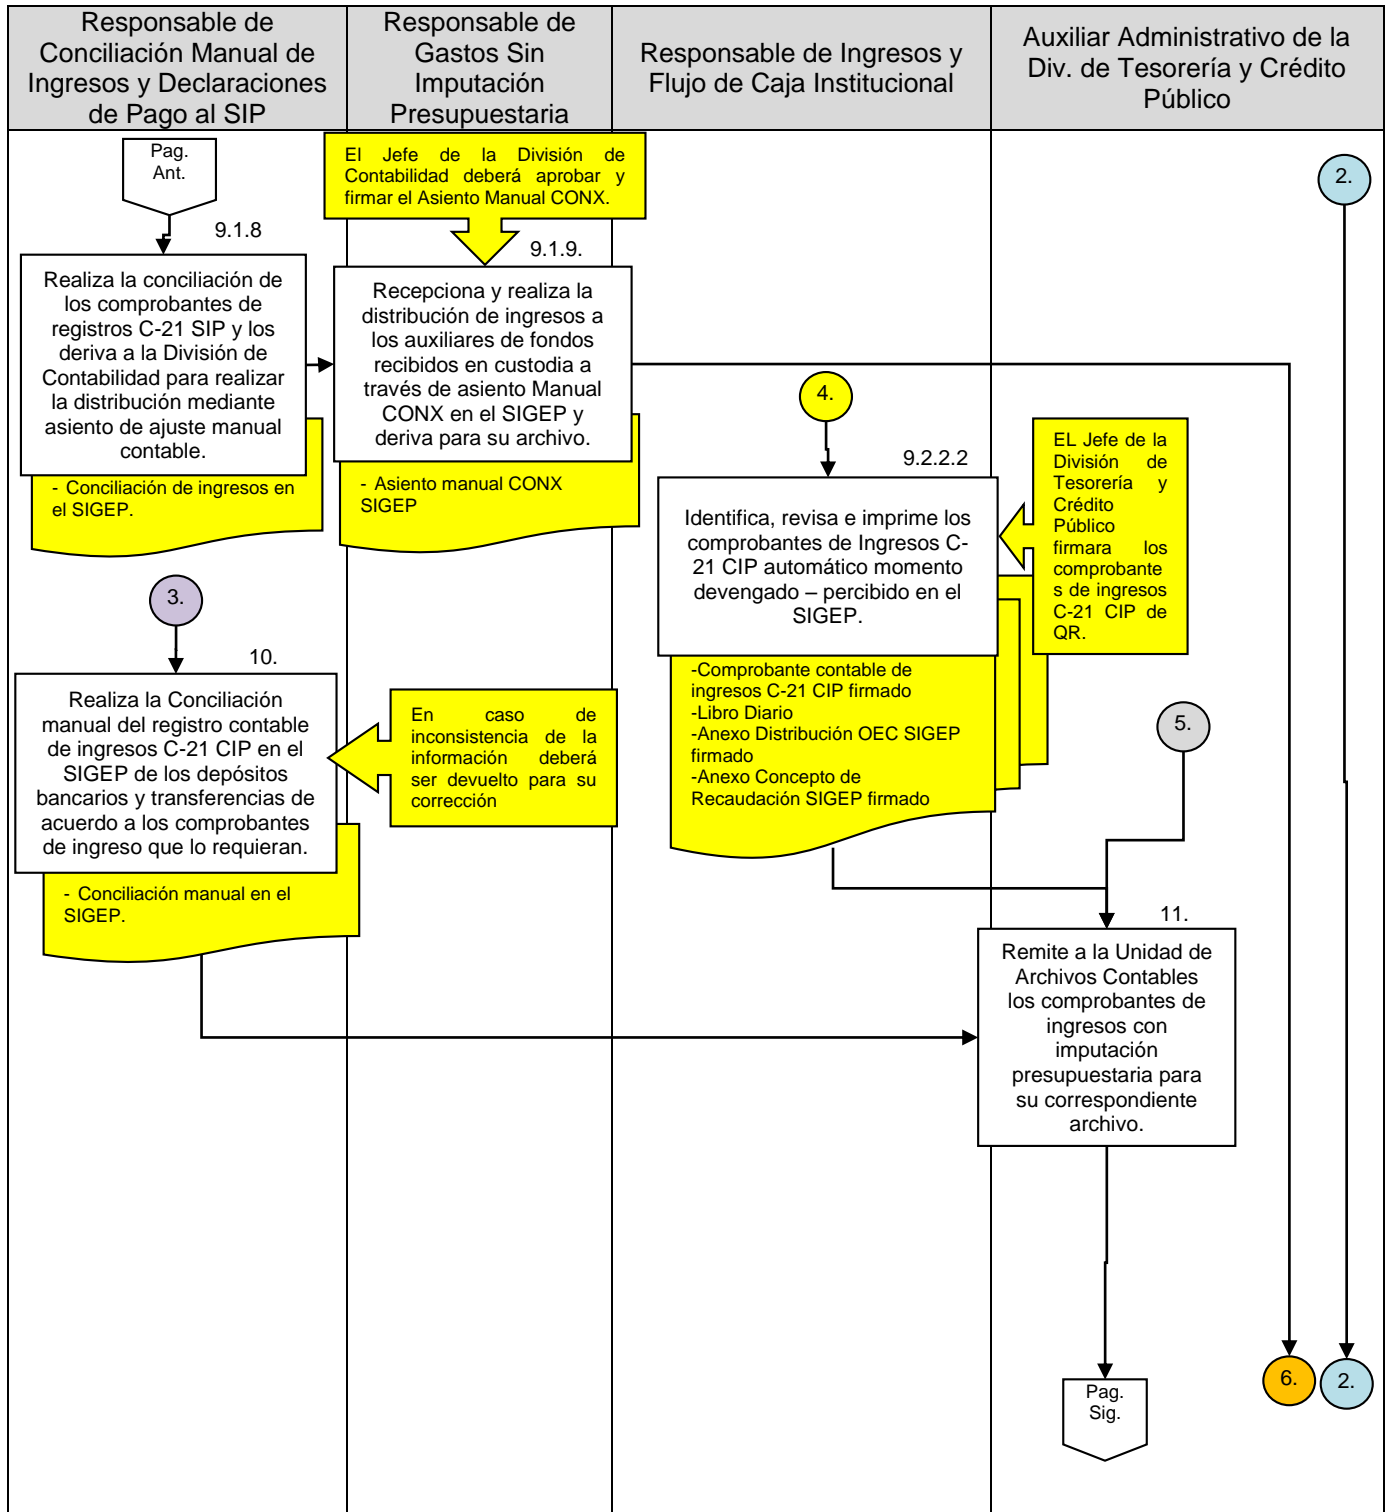 Responsable de
Conciliación Manual de
Ingresos y Declaraciones
de Pago al SIP
Responsable de
Gastos Sin
Imputación
Presupuestaria
Responsable de Ingresos y
Flujo de Caja Institucional
Auxiliar Administrativo de la
Div. de Tesorería y Crédito
Público
Pag.
Ant.
El Jefe de la División de
Contabilidad deberá aprobar y
firmar el Asiento Manual CONX.
2.
9.1.8
9.1.9.
Realiza la conciliación de
los comprobantes de
registros C-21 SIP y los
deriva a la División de
Contabilidad para realizar
la distribución mediante
asiento de ajuste manual
contable.
- Conciliación de ingresos en
el SIGEP.
Recepciona y realiza la
distribución de ingresos a
los auxiliares de fondos
recibidos en custodia a
través de asiento Manual
CONX en el SIGEP y
deriva para su archivo.
- Asiento manual CONX
SIGEP
4.
9.2.2.2
Identifica, revisa e imprime los
comprobantes de Ingresos C-
21 CIP automático momento
devengado – percibido en el
SIGEP.
-Comprobante contable de
ingresos C-21 CIP firmado
-Libro Diario
-Anexo Distribución OEC SIGEP
firmado
-Anexo Concepto de
Recaudación SIGEP firmado
EL Jefe de la
División de
Tesorería y
Crédito
Público
firmara los
comprobante
s de ingresos
C-21 CIP de
QR.
3.
10.
Realiza la Conciliación
manual del registro contable
de ingresos C-21 CIP en el
SIGEP de los depósitos
bancarios y transferencias de
acuerdo a los comprobantes
de ingreso que lo requieran.
- Conciliación manual en el
SIGEP.
En caso de
inconsistencia de la
información deberá
ser devuelto para su
corrección
5.
11.
Remite a la Unidad de
Archivos Contables
los comprobantes de
ingresos con
imputación
presupuestaria para
su correspondiente
archivo.
6.
2.
Pag.
Sig.